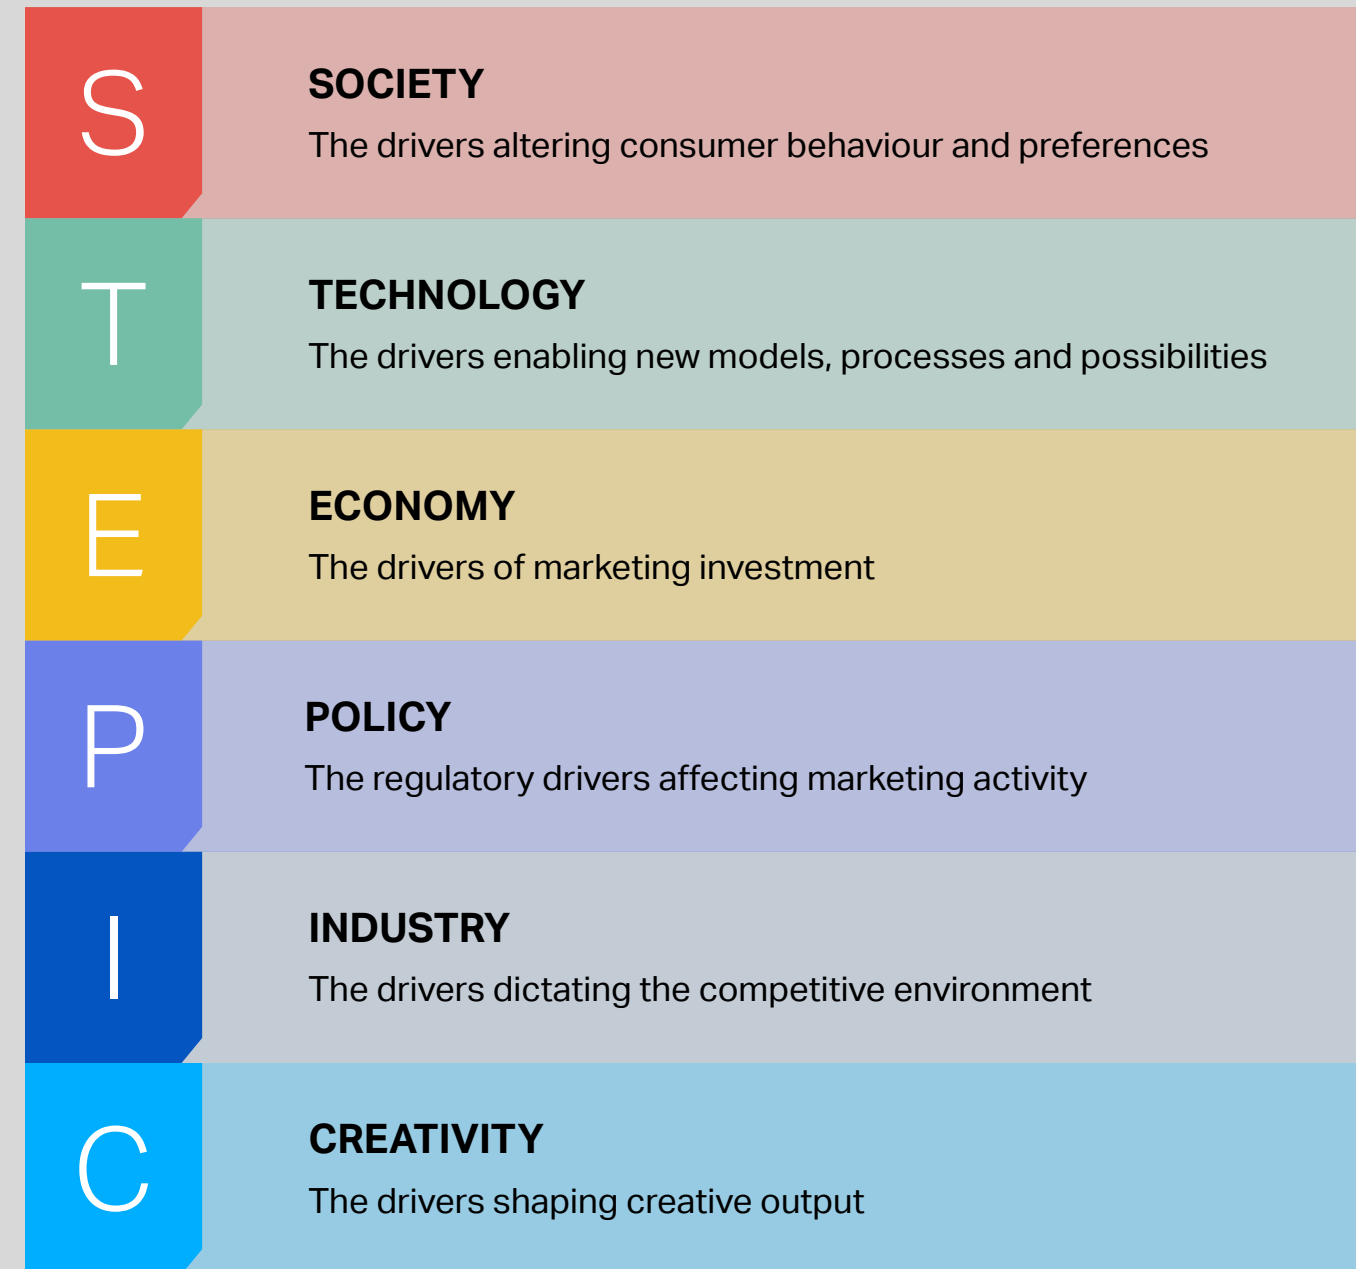 S
SOCIETY
The drivers altering consumer behaviour and preferences
T
TECHNOLOGY
The drivers enabling new models, processes and possibilities
E
ECONOMY
The drivers of marketing investment
P
POLICY
The regulatory drivers affecting marketing activity
I
INDUSTRY
The drivers dictating the competitive environment
C
CREATIVITY
The drivers shaping creative output